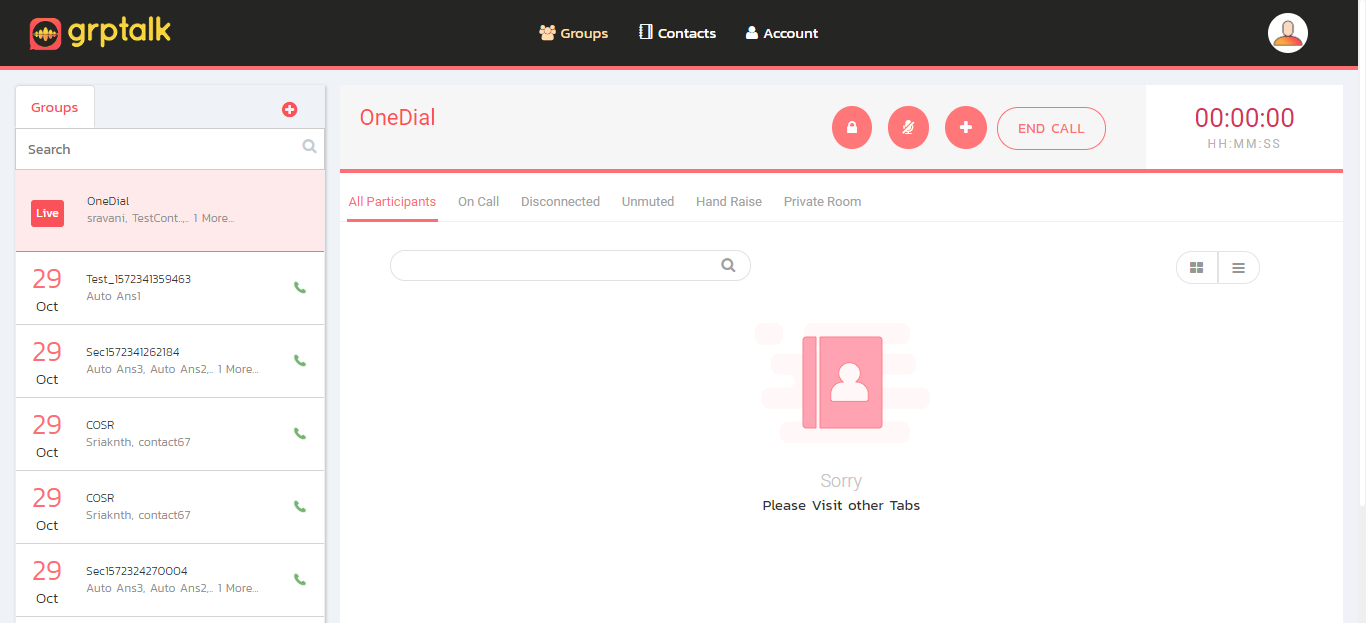 grptalk
Groups
Contacts
Account
Groups
Search
Live
OneDial
sravani, TestCont..,.. 1 More...
29
Oct
Test_1572341359463
Auto Ans1
29
Oct
Sec1572341262184
Auto Ans3, Auto Ans2,.. 1 More...
29
Oct
COSR
Sriaknth, contact67
29
Oct
COSR
Sriaknth, contact67
29
Oct
Sec1572324270004
Auto Ans3, Auto Ans2,.. 1 More...
OneDial
END CALL
00:00:00
HH:MM:SS
All Participants
On Call
Disconnected
Unmuted
Hand Raise
Private Room
Sorry
Please Visit other Tabs